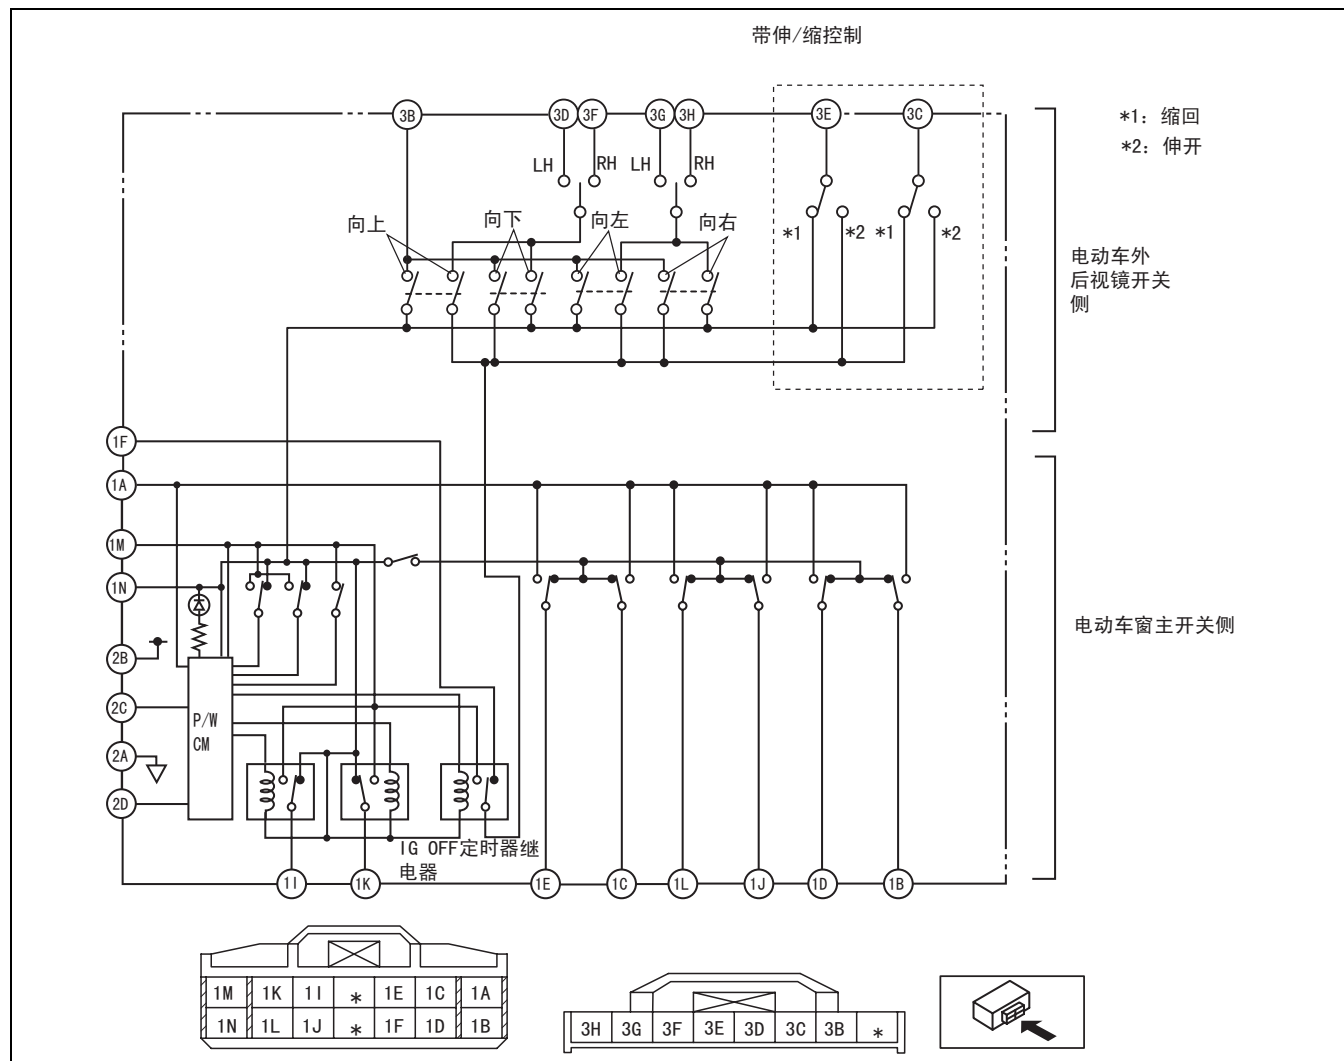 带伸/缩控制
3B
3D
3F
3G
3H
3E
3C
*1: 缩回
*2: 伸开
LH
RH
LH
RH
向上
向下
向左
向右
*1
*2
*1
*2
电动车外
后视镜开关
侧
1F
1A
1M
1N
2B
2C
2A
2D
P/W
CM
电动车窗主开关侧
IG OFF定时器继
电器
1I
1K
1E
1C
1L
1J
1D
1B
1M 1K 1I * 1E 1C 1A
1N 1L 1J * 1F 1D 1B
3H 3G 3F 3E 3D 3C 3B *